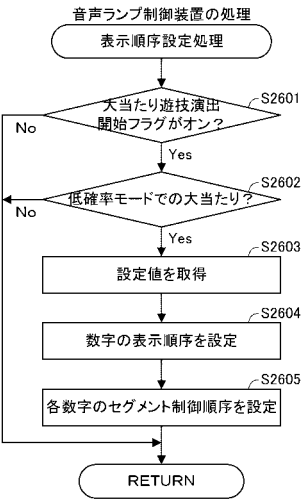 音声ランプ制御装置の処理
表示順序設定処理
S2601
大当たり遊技演出
開始フラグがオン？
No
Yes
S2602
低確率モードでの大当たり？
No
Yes
S2603
設定値を取得
S2604
数字の表示順序を設定
S2605
各数字のセグメント制御順序を設定
RETURN